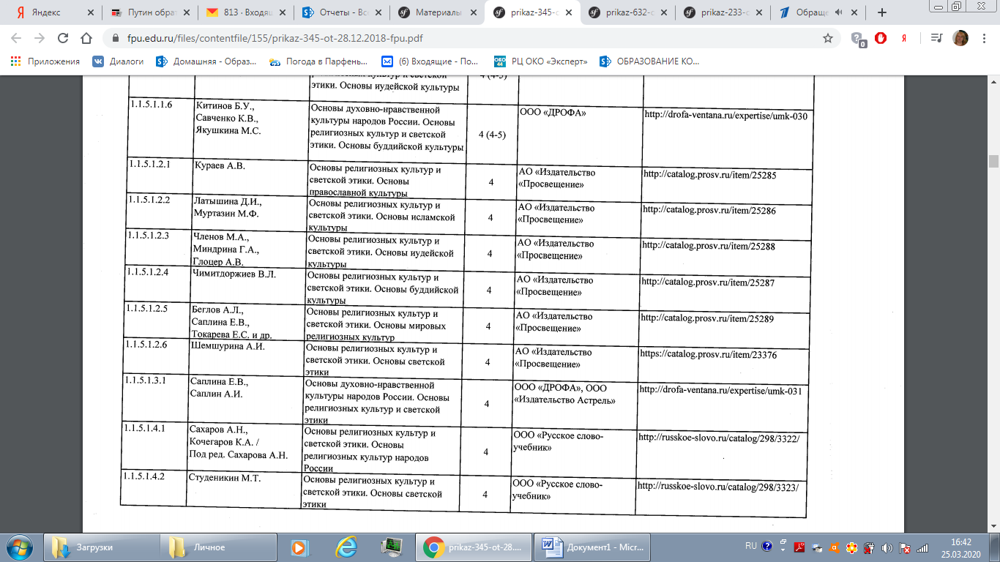 Яндекс
Путин обрат
813 · Входящ
Отчеты - Вс
Материалы
prikaz-345-о
prikaz-632-о
prikaz-233-о
Обраще
fpu.edu.ru/files/contentfile/155/prikaz-345-ot-28.12.2018-fpu.pdf
Приложения
Диалоги
Домашняя - Образ...
Погода в Парфень...
(6) Входящие - По...
РЦ ОКО «Эксперт»
ОБРАЗОВАНИЕ КО...
этики. Основы иудейской культуры
4 (4-5)
1.1.5.1.1.6
Китинов Б.У.,
Савченко К.В.,
Якушкина М.С.
Основы духовно-нравственной
культуры народов России. Основы
религиозных культур и светской
этики. Основы буддийской культуры
4 (4-5)
ООО «ДРОФА»
http://drofa-ventana.ru/expertise/umk-030
1.1.5.1.2.1
Кураев А.В.
Основы религиозных культур и
светской этики. Основы
православной культуры
4
АО «Издательство
«Просвещение»
http://catalog.prosv.ru/item/25285
1.1.5.1.2.2
Латышина Д.И.,
Муртазин М.Ф.
Основы религиозных культур и
светской этики. Основы исламской
культуры
4
АО «Издательство
«Просвещение»
http://catalog.prosv.ru/item/25286
1.1.5.1.2.3
Членов М.А.,
Миндрина Г.А.,
Глоцер А.В.
Основы религиозных культур и
светской этики. Основы иудейской
культуры
4
АО «Издательство
«Просвещение»
http://catalog.prosv.ru/item/25288
1.1.5.1.2.4
Чимитдоржиев В.Л.
Основы религиозных культур и
светской этики. Основы буддийской
культуры
4
АО «Издательство
«Просвещение»
http://catalog.prosv.ru/item/25287
1.1.5.1.2.5
Беглов А.Л.,
Саплина Е.В.,
Токарева Е.С. и др.
Основы религиозных культур и
светской этики. Основы мировых
религиозных культур
4
АО «Издательство
«Просвещение»
http://catalog.prosv.ru/item/25289
1.1.5.1.2.6
Шемшурина А.И.
Основы религиозных культур и
светской этики. Основы светской
этики
4
АО «Издательство
«Просвещение»
https://catalog.prosv.ru/item/23376
1.1.5.1.3.1
Саплина Е.В.,
Саплин А.И.
Основы духовно-нравственной
культуры народов России. Основы
религиозных культур и светской
этики
4
ООО «ДРОФА», ООО
«Издательство Астрель»
http://drofa-ventana.ru/expertise/umk-031
1.1.5.1.4.1
Сахаров А.Н.,
Кочегаров К.А. /
Под ред. Сахарова А.Н.
Основы религиозных культур и
светской этики. Основы
религиозных культур народов
России
4
ООО «Русское слово-
учебник»
http://russkoe-slovo.ru/catalog/298/3322/
1.1.5.1.4.2
Студеникин М.Т.
Основы религиозных культур и
светской этики. Основы светской
этики
4
ООО «Русское слово-
учебник»
http://russkoe-slovo.ru/catalog/298/3323/
Загрузки
Личное
prikaz-345-ot-28....
Документ1 - Micr...
RU
16:42
25.03.2020